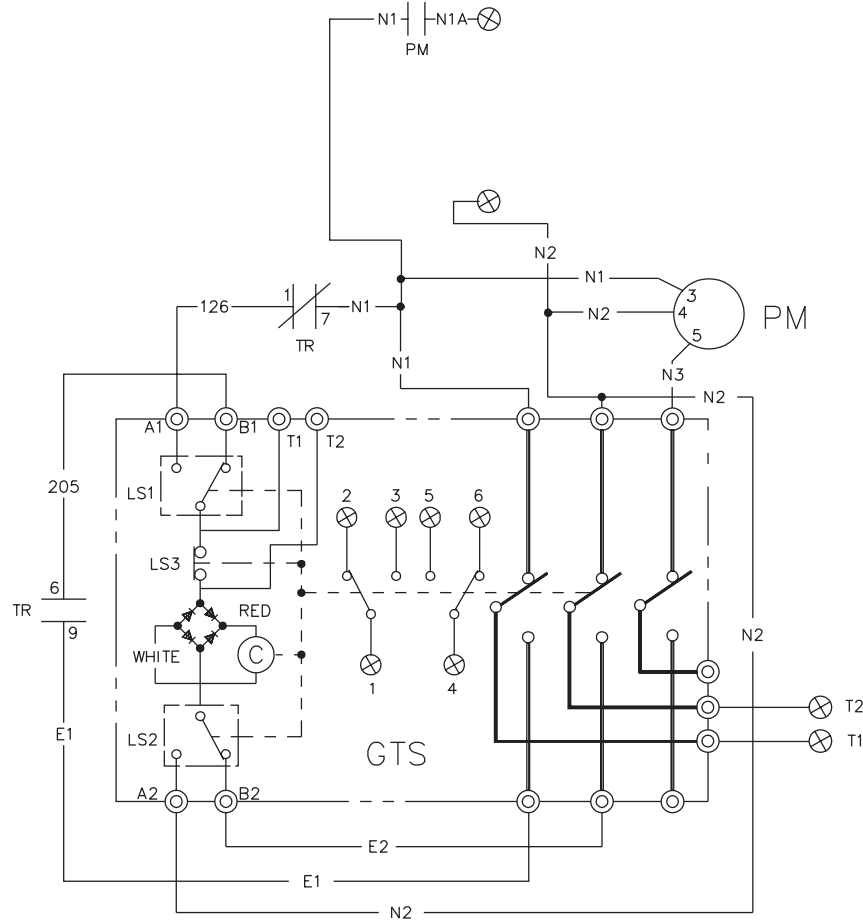 N1
N1A
PM
N2
N1
3
126
1
7
N1
N2
4
PM
TR
5
N1
N3
N2
A1
B1
T1
T2
205
LS1
2
3
5
6
LS3
6
TR
9
RED
WHITE
C
N2
1
4
T2
E1
LS2
GTS
T1
A2
B2
E2
E1
N2